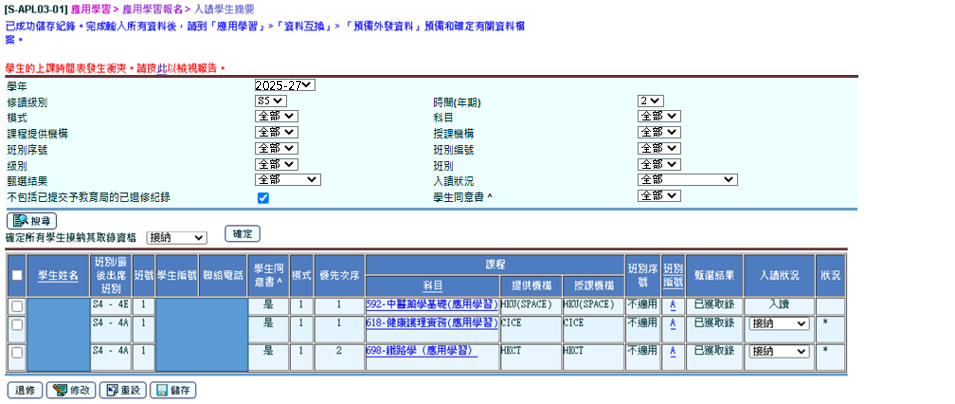 [S-APL03-01] 應用學習 > 應用學習報名 > 入讀學生摘要
已成功儲存紀錄。完成輸入所有資料後，請到「應用學習」>「資料互換」>「預備外發資料」預備和確定有關資料檔
案。
學生的上課時間表發生衝突。請按此以檢視報告。
學年 2025-27
修讀級別 S5 時間(年期) 2
模式 全部 科目 全部
課程提供機構 全部 授課機構 全部
班別序號 全部 班別編號 全部
級別 全部 班別 全部
甄選結果 全部 入讀狀況 全部
不包括已提交予教育局的已退修紀錄 學生同意書 ^ 全部
搜尋
確定所有學生接納其取錄資格 接納 確定
學生姓名 班別/最後出席班別 班號 學生編號 聯絡電話 學生同意書 ^ 模式 優先次序 課程 班別序號 班別編號 甄選結果 入讀狀況 狀況
科目 提供機構 授課機構
S4 - 4E 1 是 1 1 592-中醫藥學基礎(應用學習) HKU(SPACE) HKU(SPACE) 不適用 A 已獲取錄 入讀
S4 - 4A 1 是 1 1 618-健康護理實務(應用學習) CICE CICE 不適用 A 已獲取錄 接納 *
S4 - 4A 1 是 1 2 698-鐵路學（應用學習） HKCT HKCT 不適用 A 已獲取錄 接納 *
退修 修改 重設 儲存